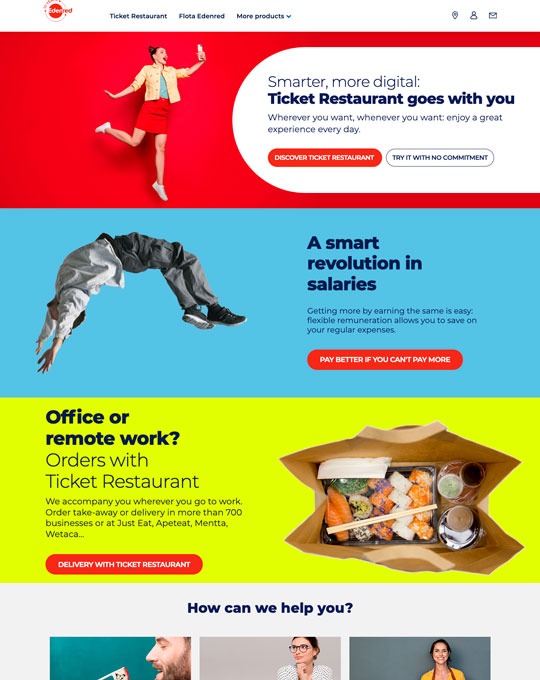 Edenred
Ticket Restaurant
Flota Edenred
More products
Smarter, more digital:
Ticket Restaurant goes with you
Wherever you want, whenever you want: enjoy a great
experience every day.
DISCOVER TICKET RESTAURANT
TRY IT WITH NO COMMITMENT
A smart
revolution in
salaries
Getting more by earning the same is easy:
flexible remuneration allows you to save on
your regular expenses.
PAY BETTER IF YOU CAN'T PAY MORE
Office or
remote work?
Orders with
Ticket Restaurant
We accompany you wherever you go to work.
Order take-away or delivery in more than 700
businesses or at Just Eat, Apeteat, Mentta,
Wetaca...
DELIVERY WITH TICKET RESTAURANT
How can we help you?